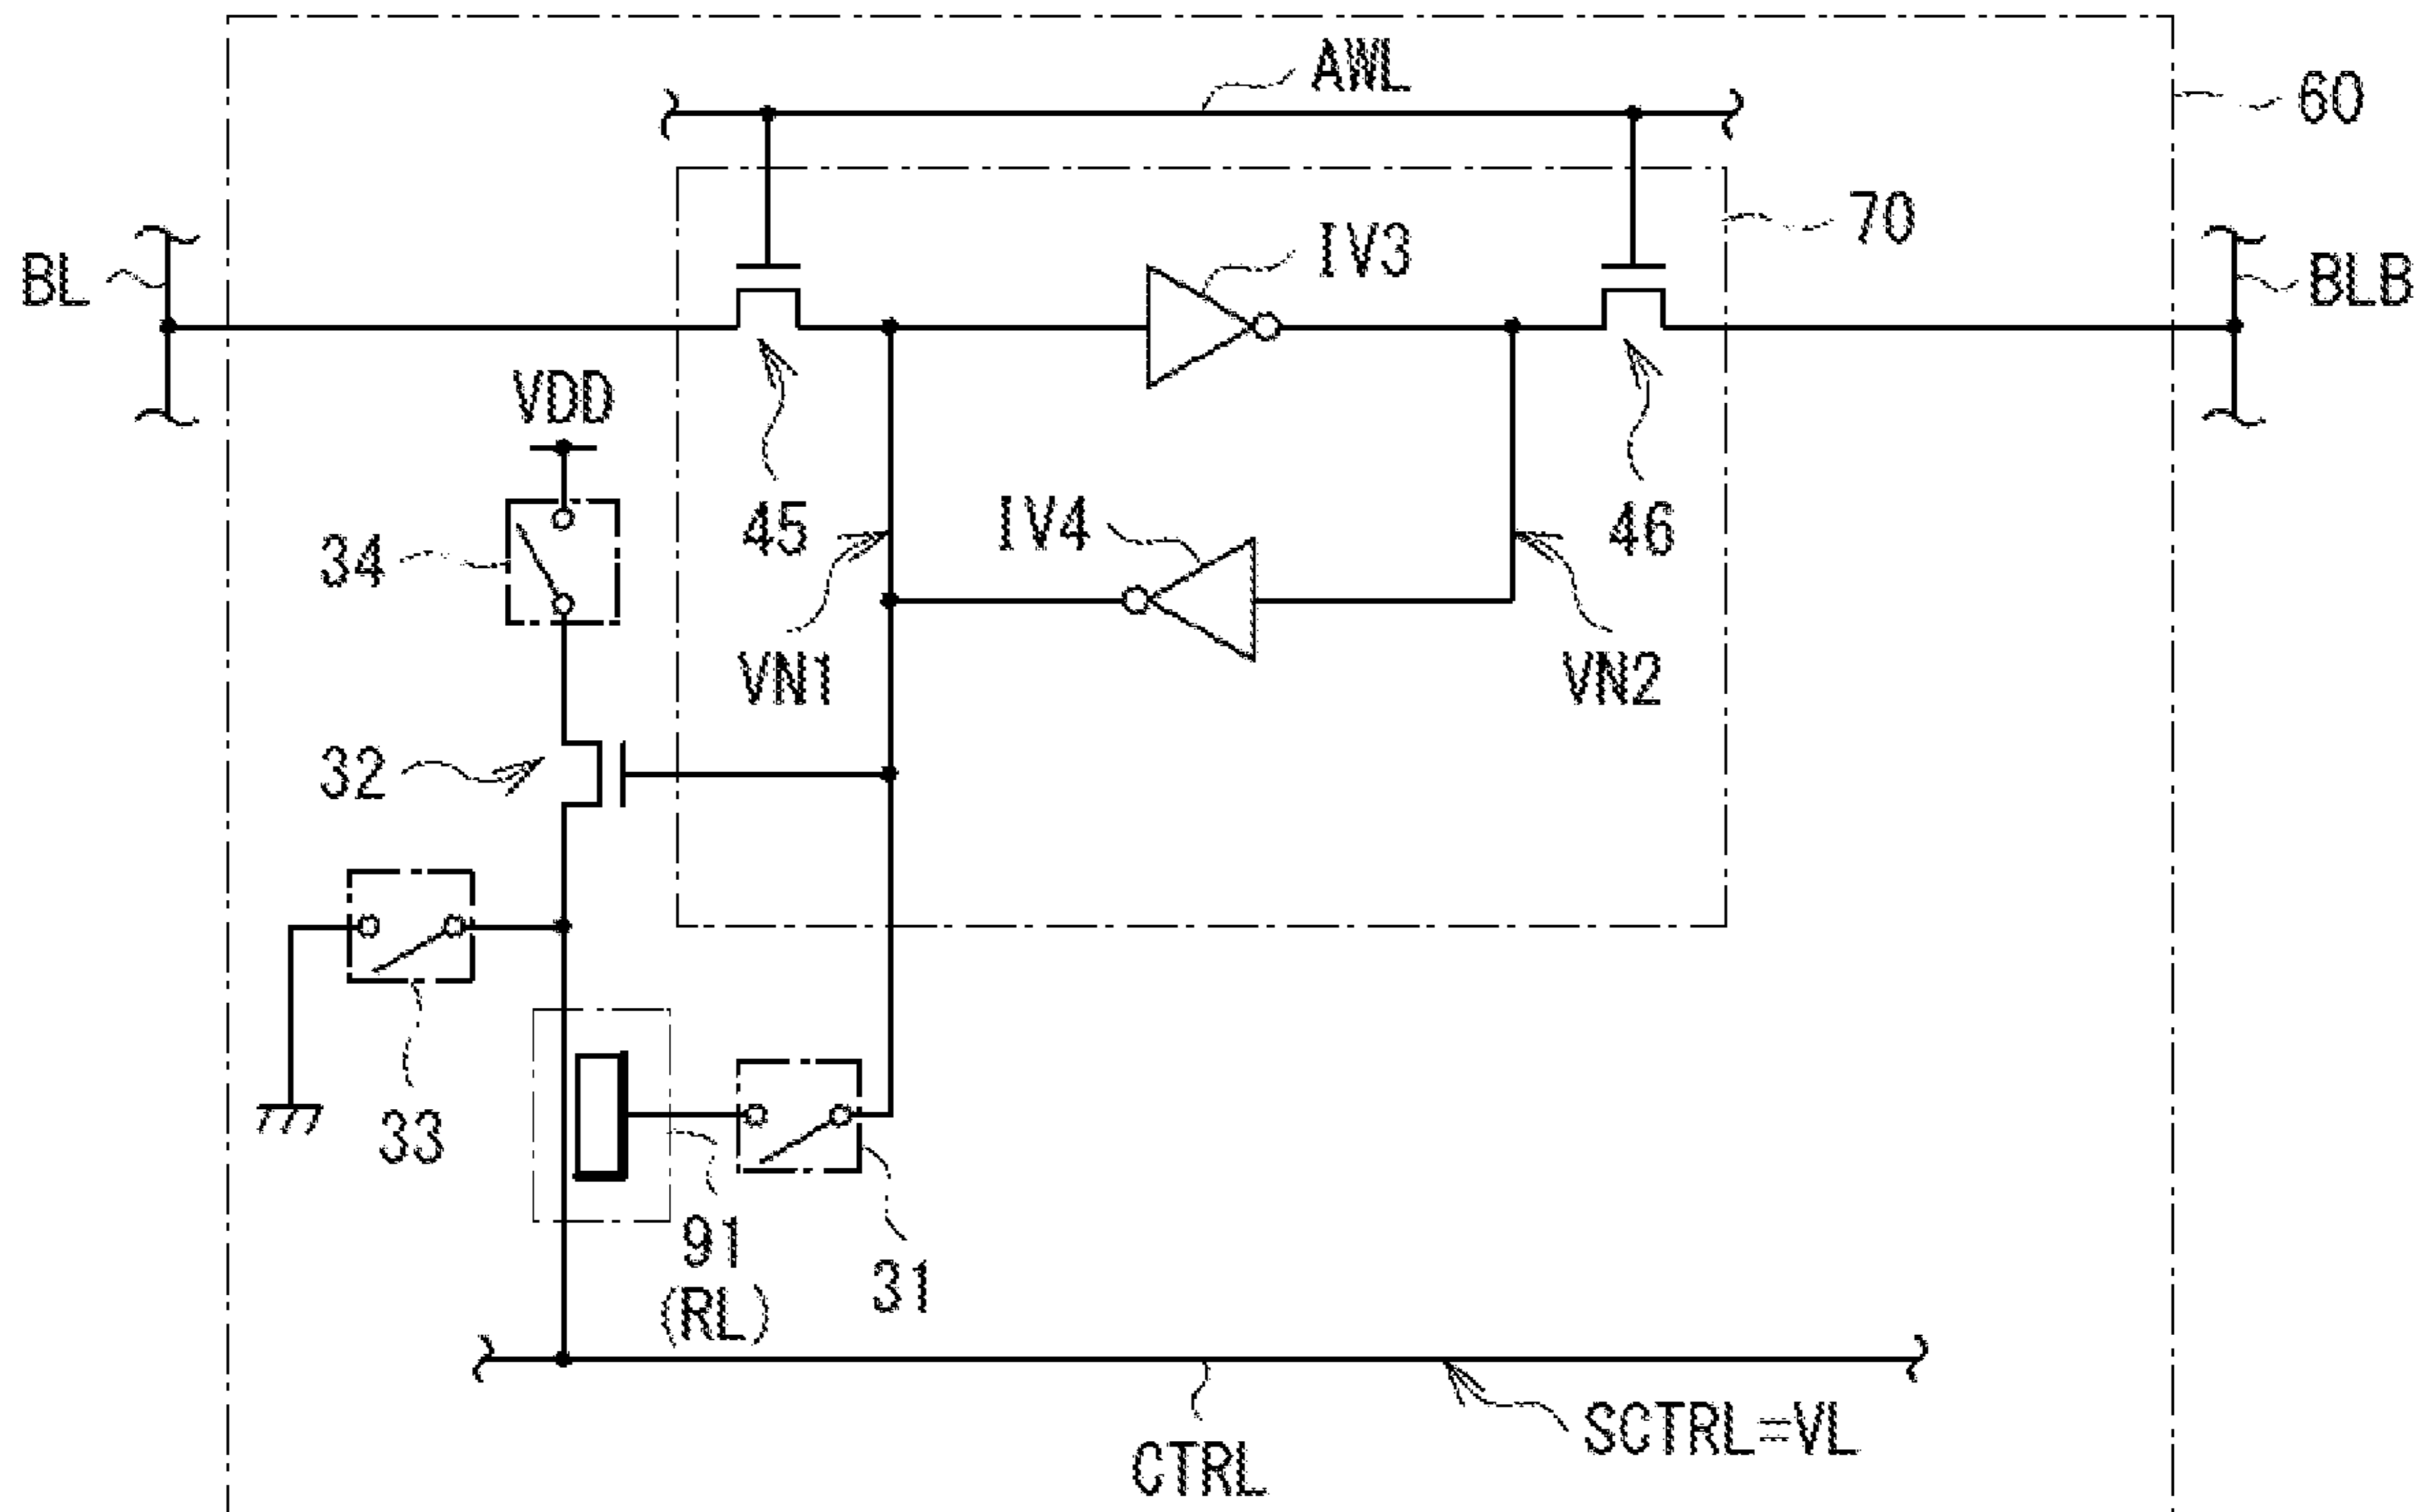 AWL
60
70
IV3
BL
BLB
VDD
45
IV4
46
34
VN1
VN2
32
33
91
(RL)
31
SCTRL=VL
CTRL